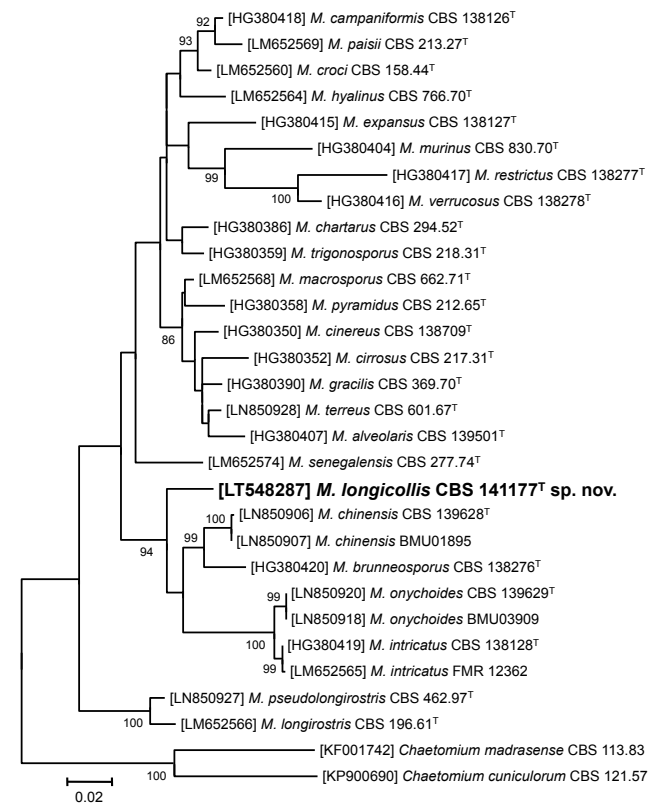 92
[HG380418] M. campaniformis CBS 138126ᵀ
93
[LM652569] M. paisii CBS 213.27ᵀ
[LM652560] M. croci CBS 158.44ᵀ
[LM652564] M. hyalinus CBS 766.70ᵀ
[HG380415] M. expansus CBS 138127ᵀ
[HG380404] M. murinus CBS 830.70ᵀ
99
[HG380417] M. restrictus CBS 138277ᵀ
100
[HG380416] M. verrucosus CBS 138278ᵀ
[HG380386] M. chartarus CBS 294.52ᵀ
[HG380359] M. trigonosporus CBS 218.31ᵀ
[LM652568] M. macrosporus CBS 662.71ᵀ
[HG380358] M. pyramidus CBS 212.65ᵀ
86
[HG380350] M. cinereus CBS 138709ᵀ
[HG380352] M. cirrosus CBS 217.31ᵀ
[HG380390] M. gracilis CBS 369.70ᵀ
[LN850928] M. terreus CBS 601.67ᵀ
[HG380407] M. alveolaris CBS 139501ᵀ
[LM652574] M. senegalensis CBS 277.74ᵀ
[LT548287] M. longicollis CBS 141177ᵀ sp. nov.
94
100
[LN850906] M. chinensis CBS 139628ᵀ
99
[LN850907] M. chinensis BMU01895
[HG380420] M. brunneosporus CBS 138276ᵀ
99
[LN850920] M. onychoides CBS 139629ᵀ
[LN850918] M. onychoides BMU03909
100
[HG380419] M. intricatus CBS 138128ᵀ
99
[LM652565] M. intricatus FMR 12362
[LN850927] M. pseudolongirostris CBS 462.97ᵀ
100
[LM652566] M. longirostris CBS 196.61ᵀ
[KF001742] Chaetomium madrasense CBS 113.83
100
[KP900690] Chaetomium cuniculorum CBS 121.57
0.02